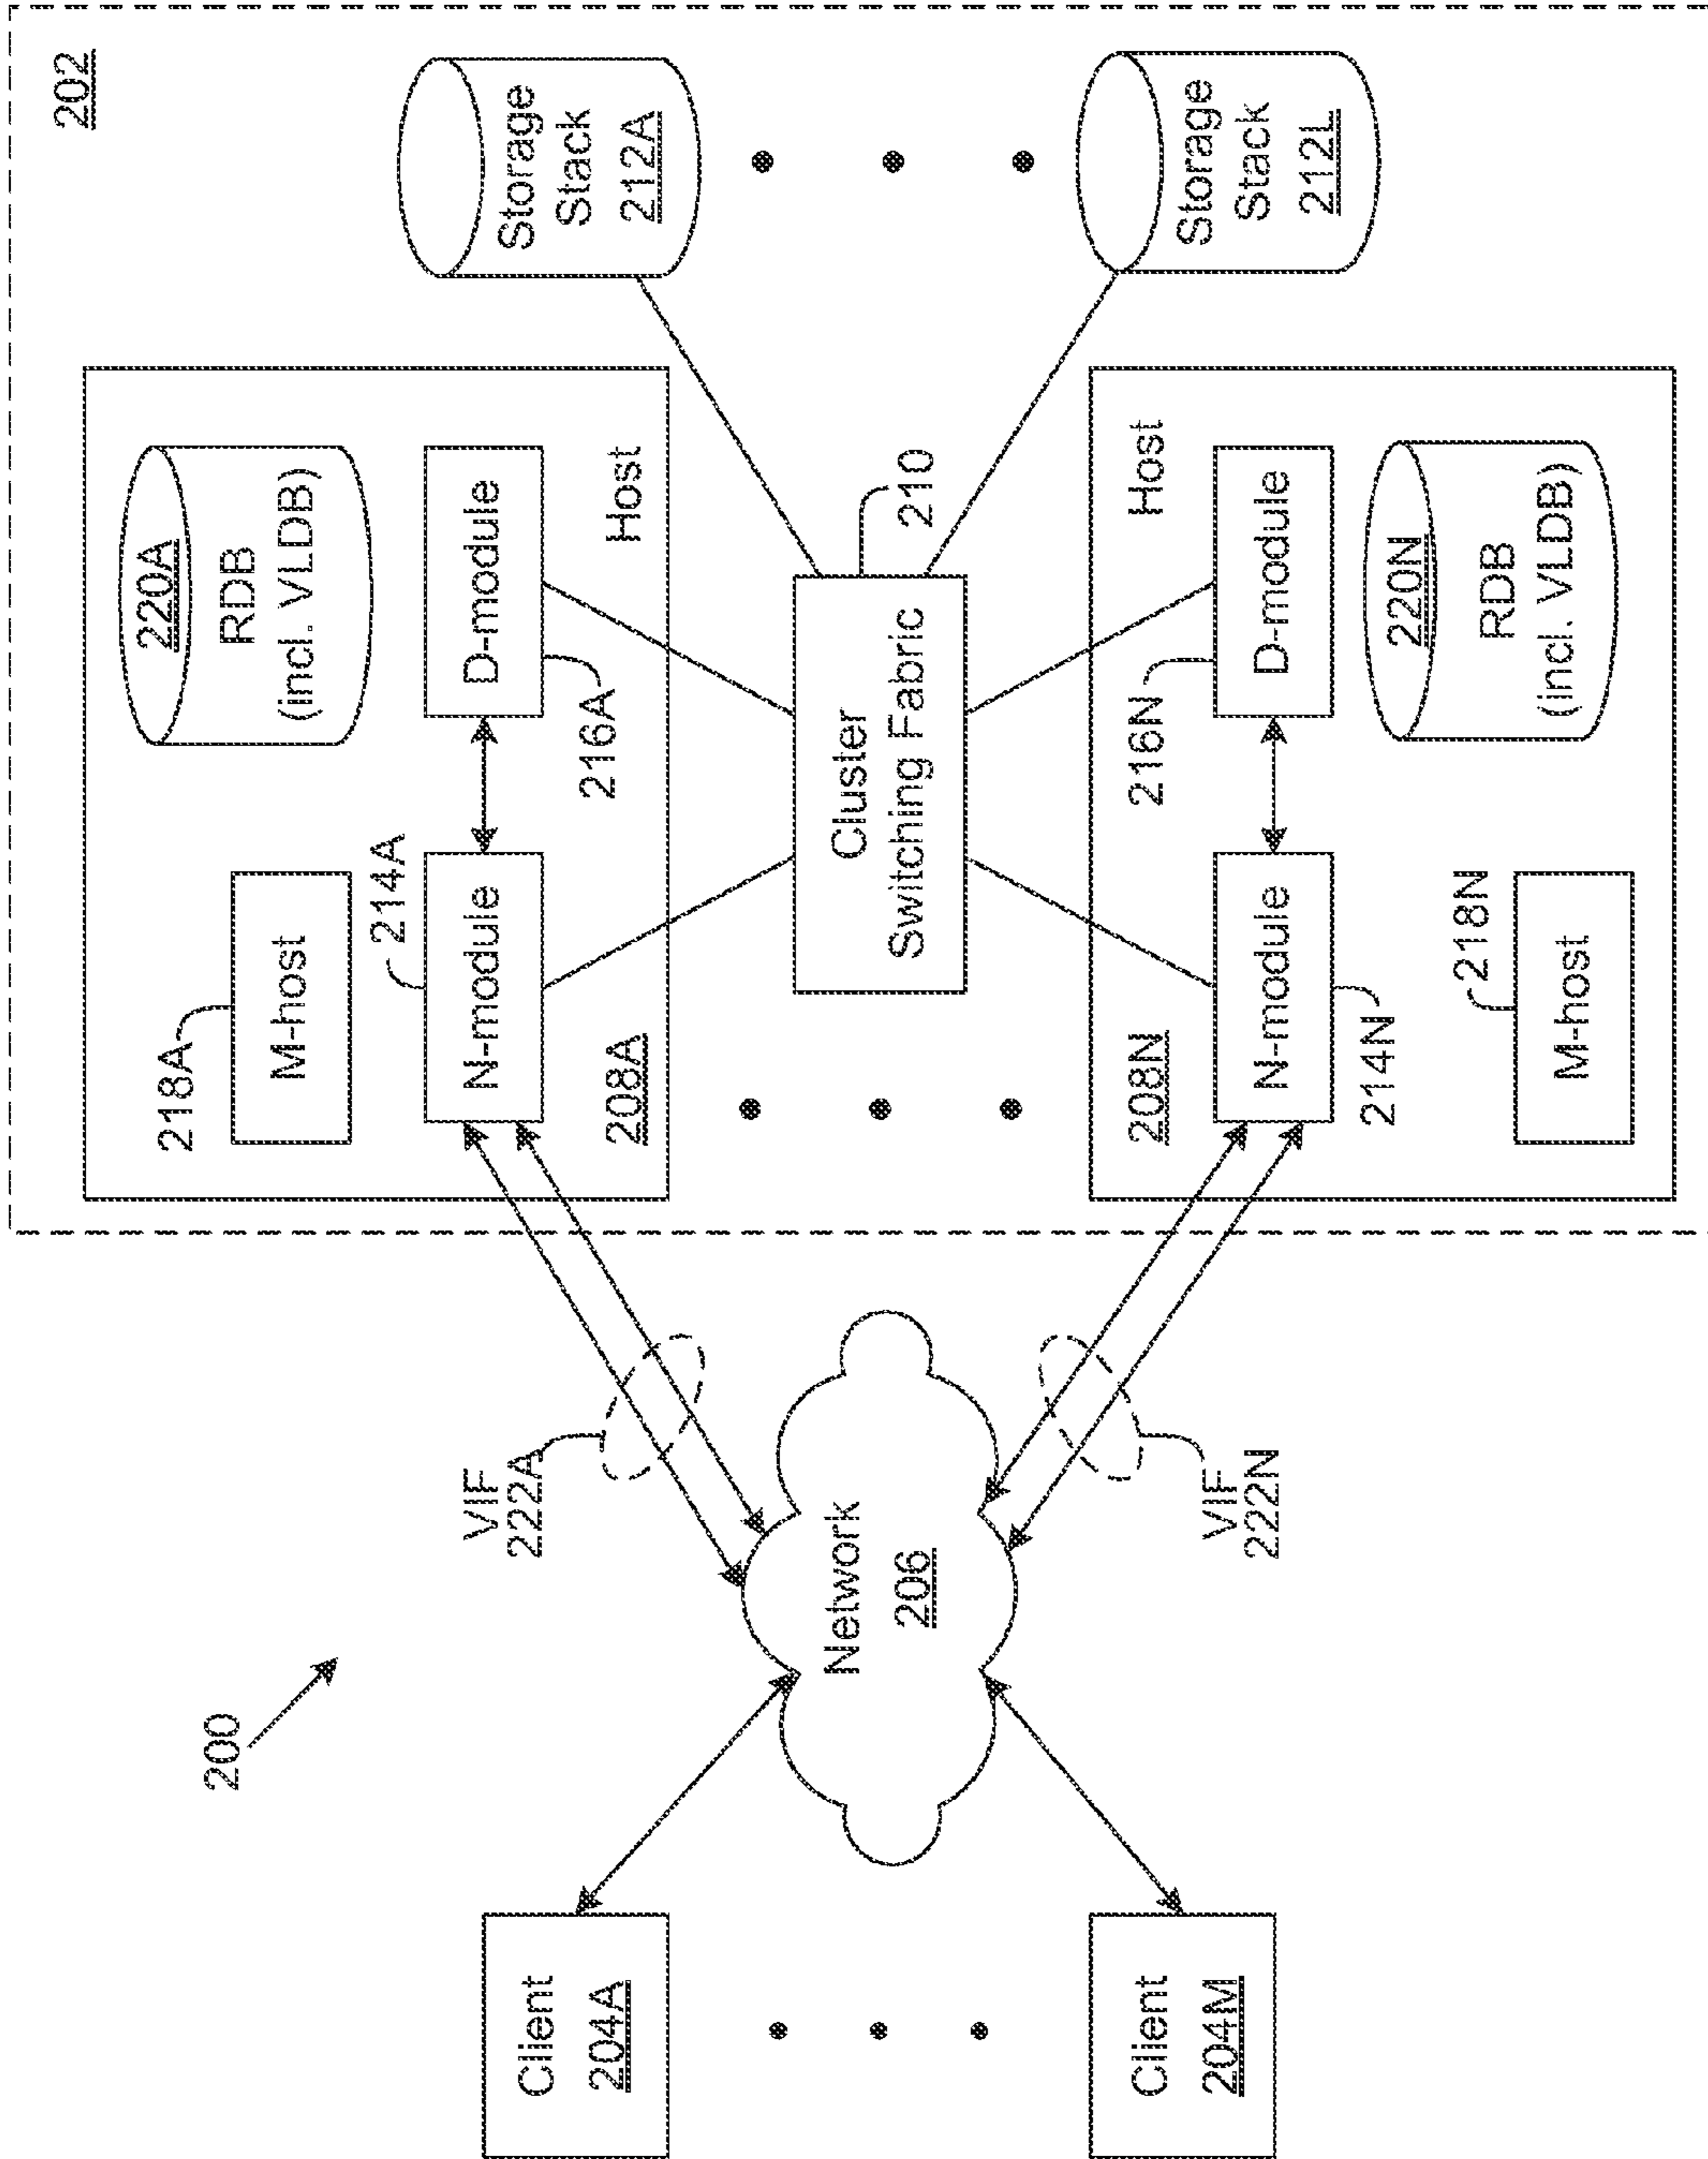 200
202
Client
204A
Client
204M
Network
206
VIF
222A
VIF
222N
218A
M-host
214A
N-module
208A
220A
RDB
(incl. VLDB)
D-module
216A
Host
Cluster
Switching Fabric
210
208N
N-module
214N
218N
M-host
Host
216N
D-module
220N
RDB
(incl. VLDB)
Storage
Stack
212A
Storage
Stack
212L